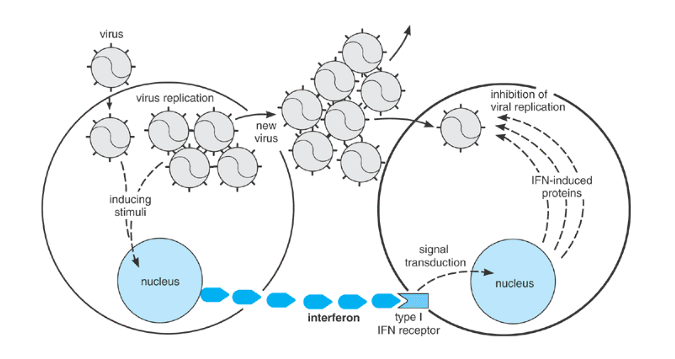 virus
virus replication
new
virus
inducing
stimuli
nucleus
interferon
type I
IFN receptor
signal
transduction
nucleus
IFN-induced
proteins
inhibition of
viral replication